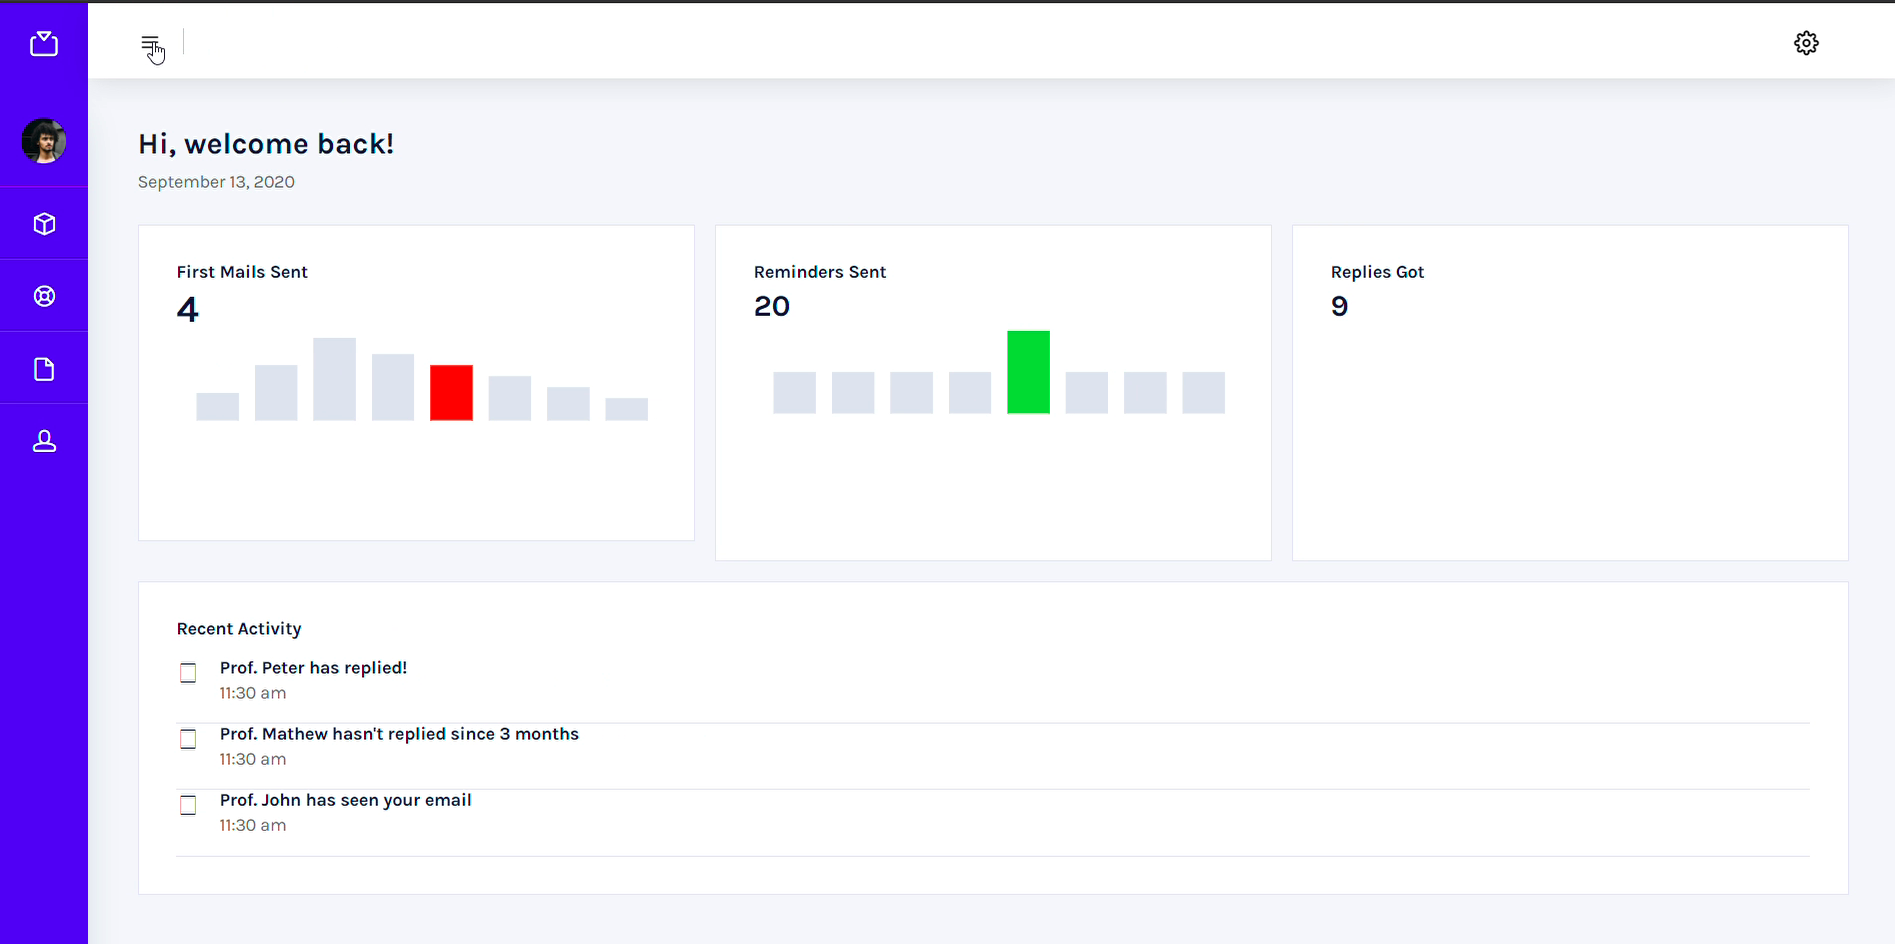 Hi, welcome back!
September 13, 2020
First Mails Sent
4
Reminders Sent
20
Replies Got
9
Recent Activity
Prof. Peter has replied!
11:30 am
Prof. Mathew hasn't replied since 3 months
11:30 am
Prof. John has seen your email
11:30 am